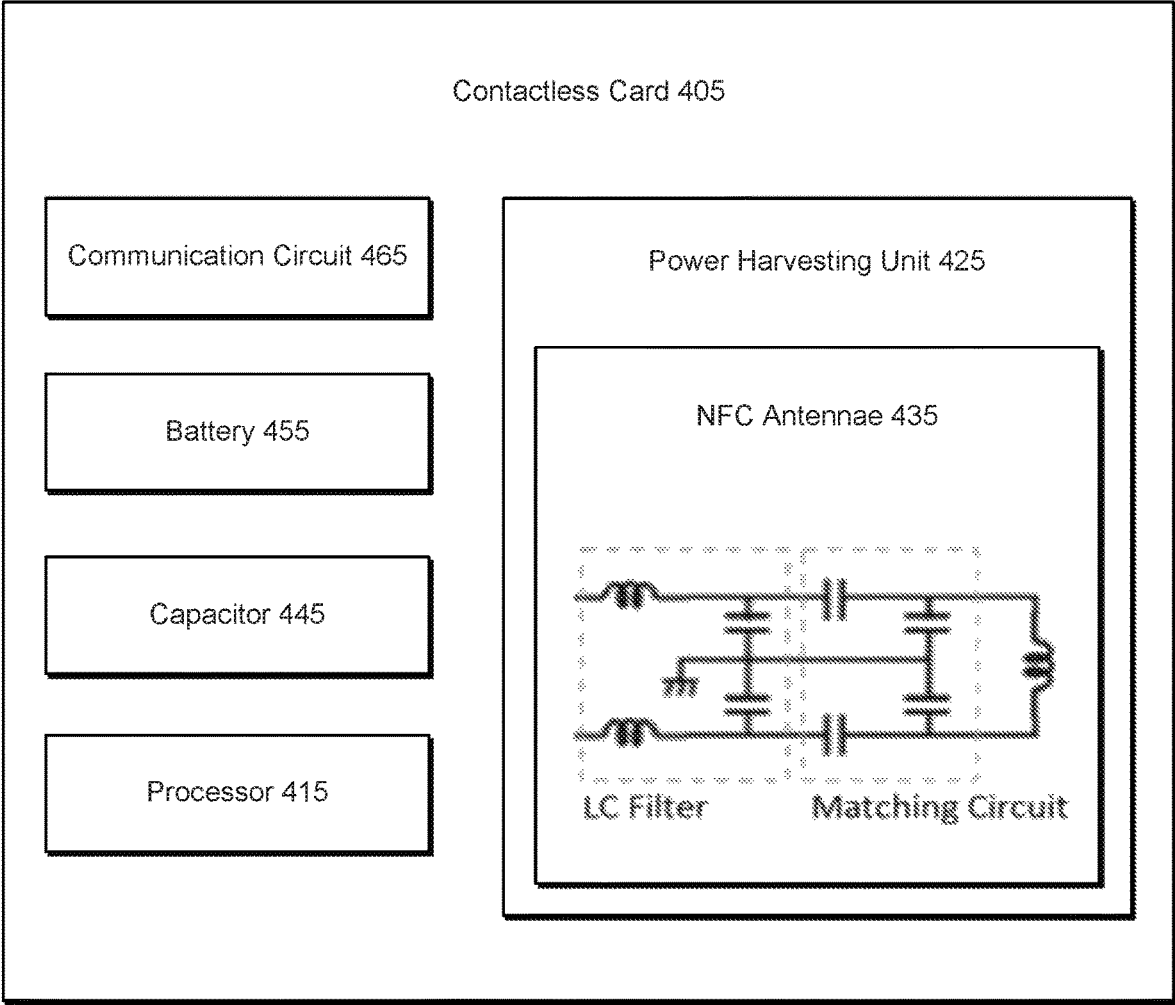 Contactless Card 405
Communication Circuit 465
Battery 455
Capacitor 445
Processor 415
Power Harvesting Unit 425
NFC Antennae 435
LC Filter
Matching Circuit